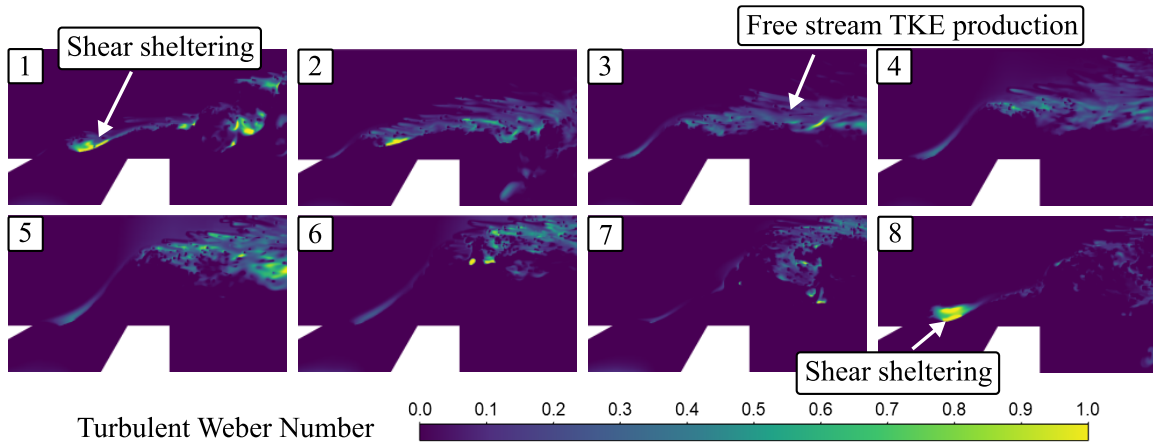 Shear sheltering
Free stream TKE production
1
2
3
4
5
6
7
8
Shear sheltering
Turbulent Weber Number
0.0 0.1 0.2 0.3 0.4 0.5 0.6 0.7 0.8 0.9 1.0